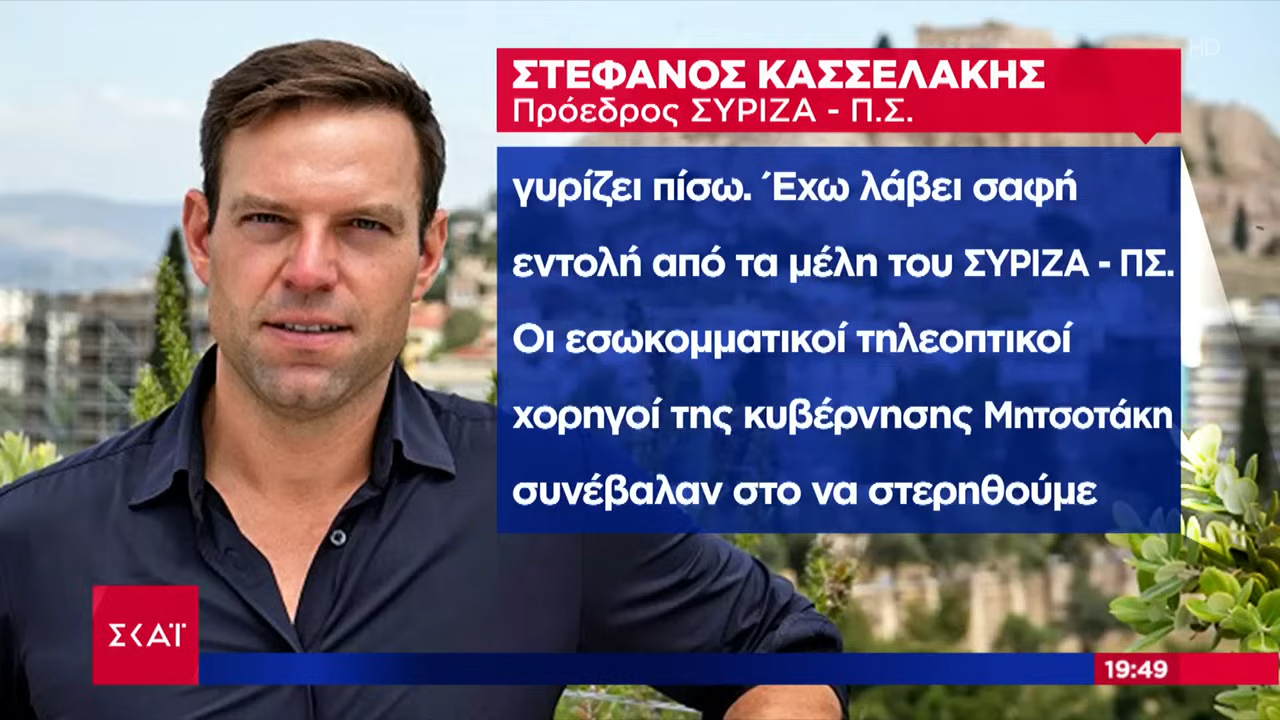 HD
ΣΤΕΦΑΝΟΣ ΚΑΣΣΕΛΑΚΗΣ
Πρόεδρος ΣΥΡΙΖΑ - Π.Σ.
γυρίζει πίσω. Έχω λάβει σαφή
εντολή από τα μέλη του ΣΥΡΙΖΑ - ΠΣ.
Οι εσωκομματικοί τηλεοπτικοί
χορηγοί της κυβέρνησης Μητσοτάκη
συνέβαλαν στο να στερηθούμε
ΣΚΑΪ
19:49